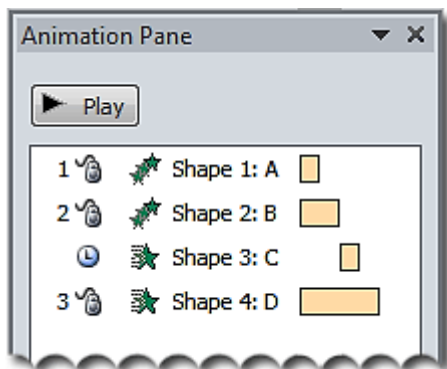 Animation Pane
Play
1 Shape 1: A
2 Shape 2: B
Shape 3: C
3 Shape 4: D